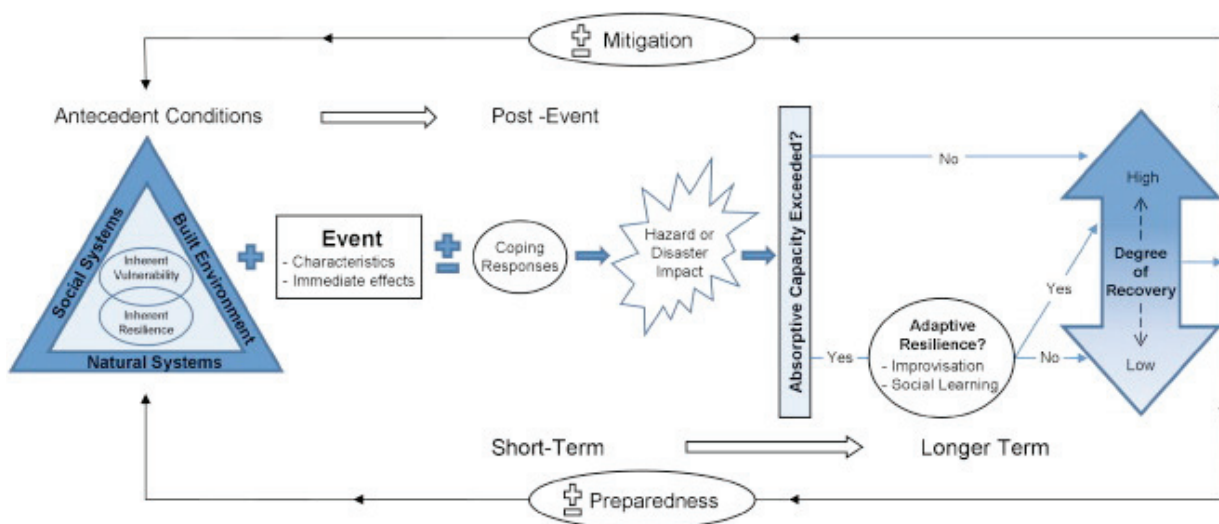 Mitigation
Antecedent Conditions
Post -Event
Social Systems
Built Environment
Natural Systems
Inherent
Vulnerability
Inherent
Resilience
Event
- Characteristics
- Immediate effects
Coping
Responses
Hazard or
Disaster
Impact
Absorptive Capacity Exceeded?
No
Yes
Adaptive
Resilience?
- Improvisation
- Social Learning
Yes
No
High
Degree
of
Recovery
Low
Short-Term
Longer Term
Preparedness